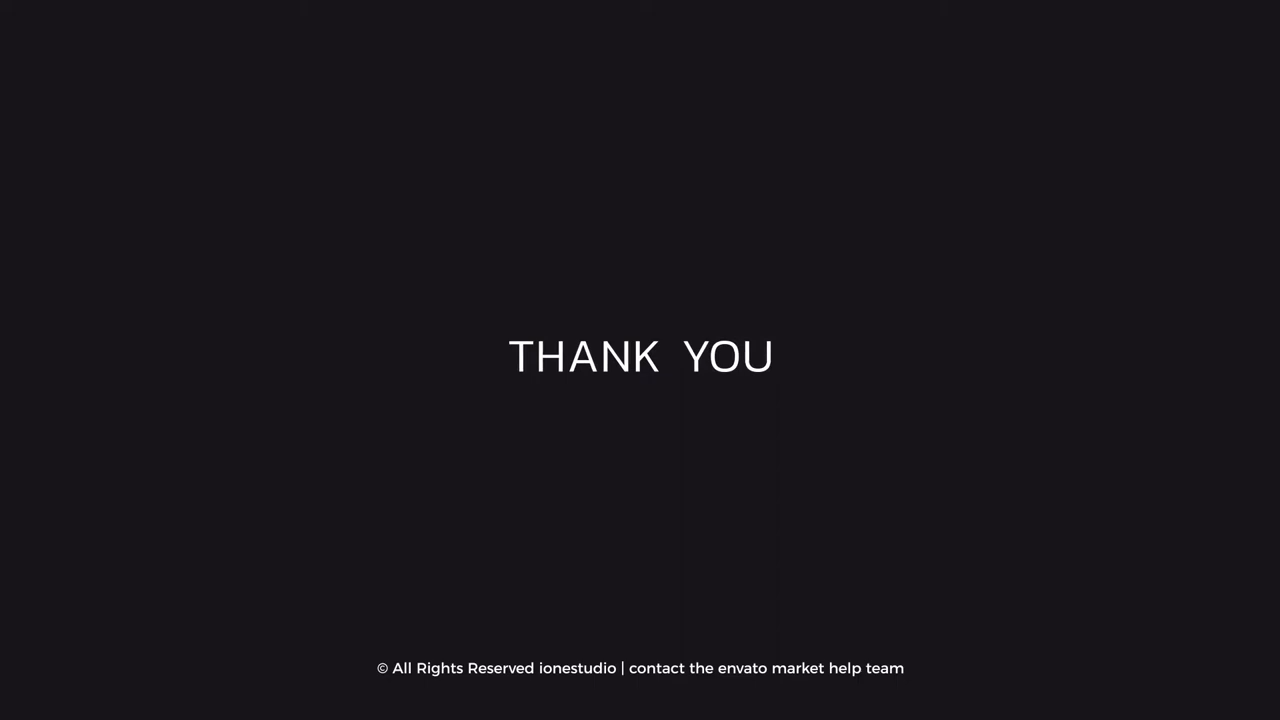 THANK YOU
© All Rights Reserved ionestudio | contact the envato market help team